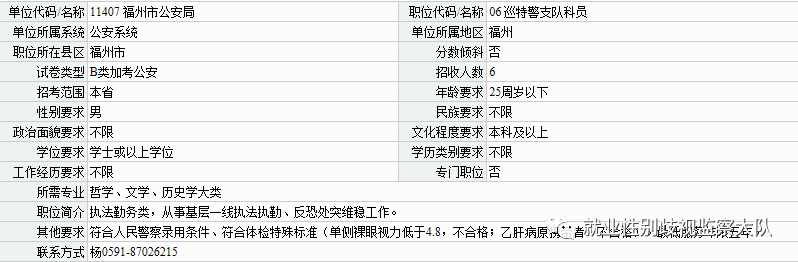 单位代码/名称 11407 福州市公安局 职位代码/名称 06 巡特警支队科员
单位所属系统 公安系统 单位所属地区 福州
职位所在县区 福州市 分数倾斜 否
试卷类型 B类加考公安 招收人数 6
招考范围 本省 年龄要求 25周岁以下
性别要求 男 民族要求 不限
政治面貌要求 不限 文化程度要求 本科及以上
学位要求 学士或以上学位 学历类别要求 不限
工作经历要求 不限 专门职位 否
所需专业 哲学、文学、历史学大类
职位简介 执法勤务类，从事基层一线执法执勤、反恐处突维稳工作。
其他要求 符合人民警察录用条件、符合体检特殊标准（单侧裸眼视力低于4.8，不合格；乙肝病原携
就业性别歧视监察大队
联系方式 杨0591-87026215